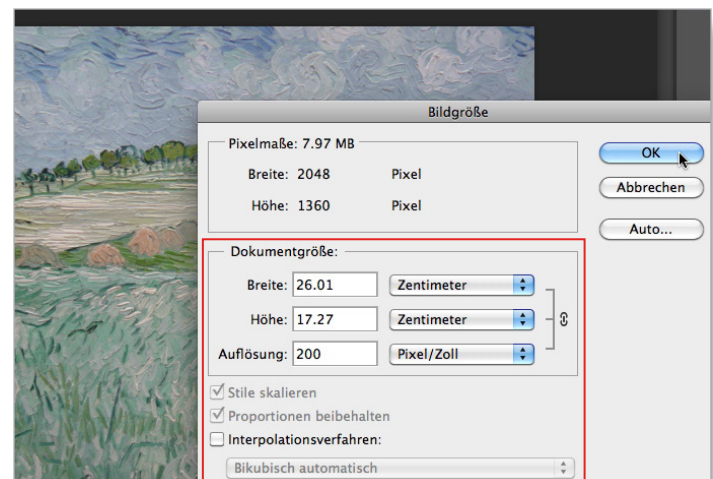 Bildgröße
Pixelmaße: 7.97 MB
Breite: 2048 Pixel
Höhe: 1360 Pixel
OK
Abbrechen
Auto...
Dokumentgröße:
Breite: 26.01 Zentimeter
Höhe: 17.27 Zentimeter
Auflösung: 200 Pixel/Zoll
Stile skalieren
Proportionen beibehalten
Interpolationsverfahren:
Bikubisch automatisch